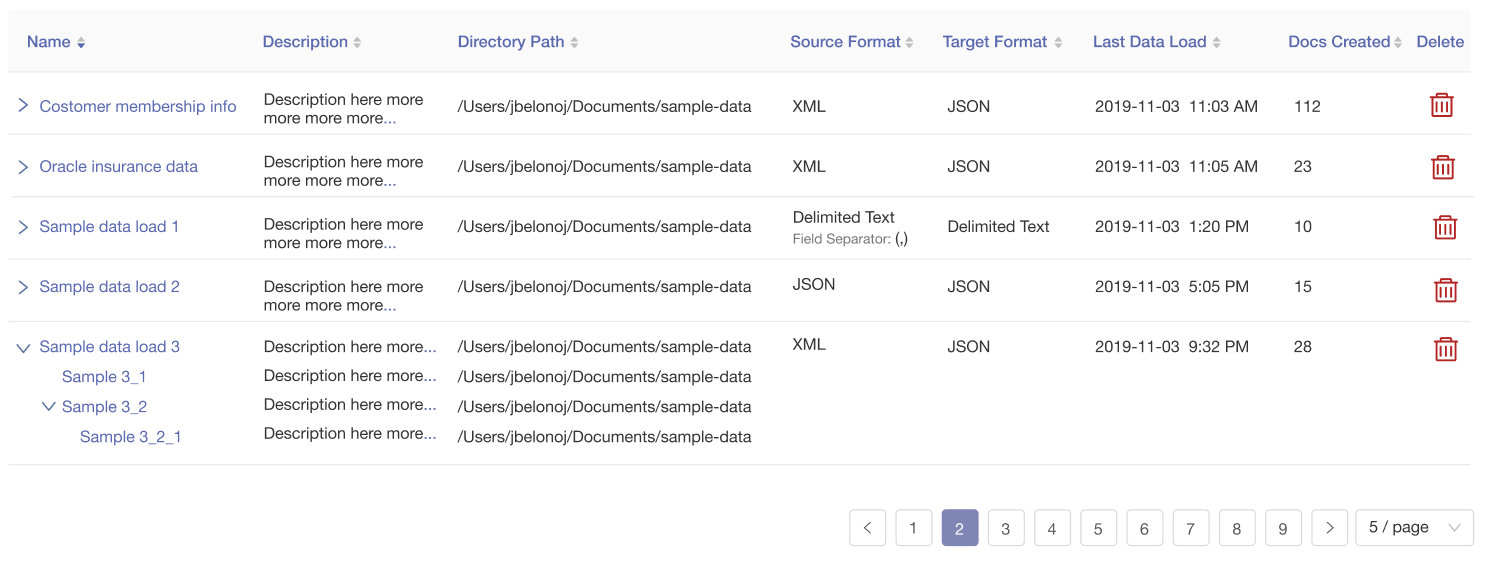 Name Description Directory Path Source Format Target Format Last Data Load Docs Created Delete
Costomer membership info Description here more more more more... /Users/jbelonoj/Documents/sample-data XML JSON 2019-11-03 11:03 AM 112
Oracle insurance data Description here more more more more... /Users/jbelonoj/Documents/sample-data XML JSON 2019-11-03 11:05 AM 23
Sample data load 1 Description here more more more more... /Users/jbelonoj/Documents/sample-data Delimited Text Field Separator: (,) Delimited Text 2019-11-03 1:20 PM 10
Sample data load 2 Description here more more more more... /Users/jbelonoj/Documents/sample-data JSON JSON 2019-11-03 5:05 PM 15
Sample data load 3 Description here more... /Users/jbelonoj/Documents/sample-data XML JSON 2019-11-03 9:32 PM 28
Sample 3_1 Description here more... /Users/jbelonoj/Documents/sample-data
Sample 3_2 Description here more... /Users/jbelonoj/Documents/sample-data
Sample 3_2_1 Description here more... /Users/jbelonoj/Documents/sample-data
1 2 3 4 5 6 7 8 9 5 / page